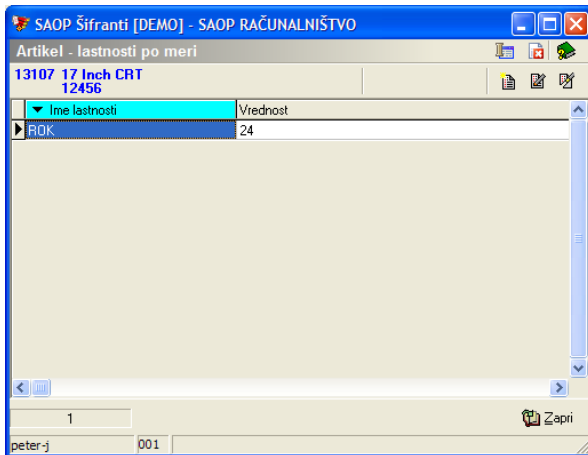 SAOP Šifranti [DEMO] - SAOP RAČUNALNIŠTVO
Artikel - lastnosti po meri
13107 17 Inch CRT
12456
Ime lastnosti Vrednost
ROK 24
1 Zapri
peter-j 001